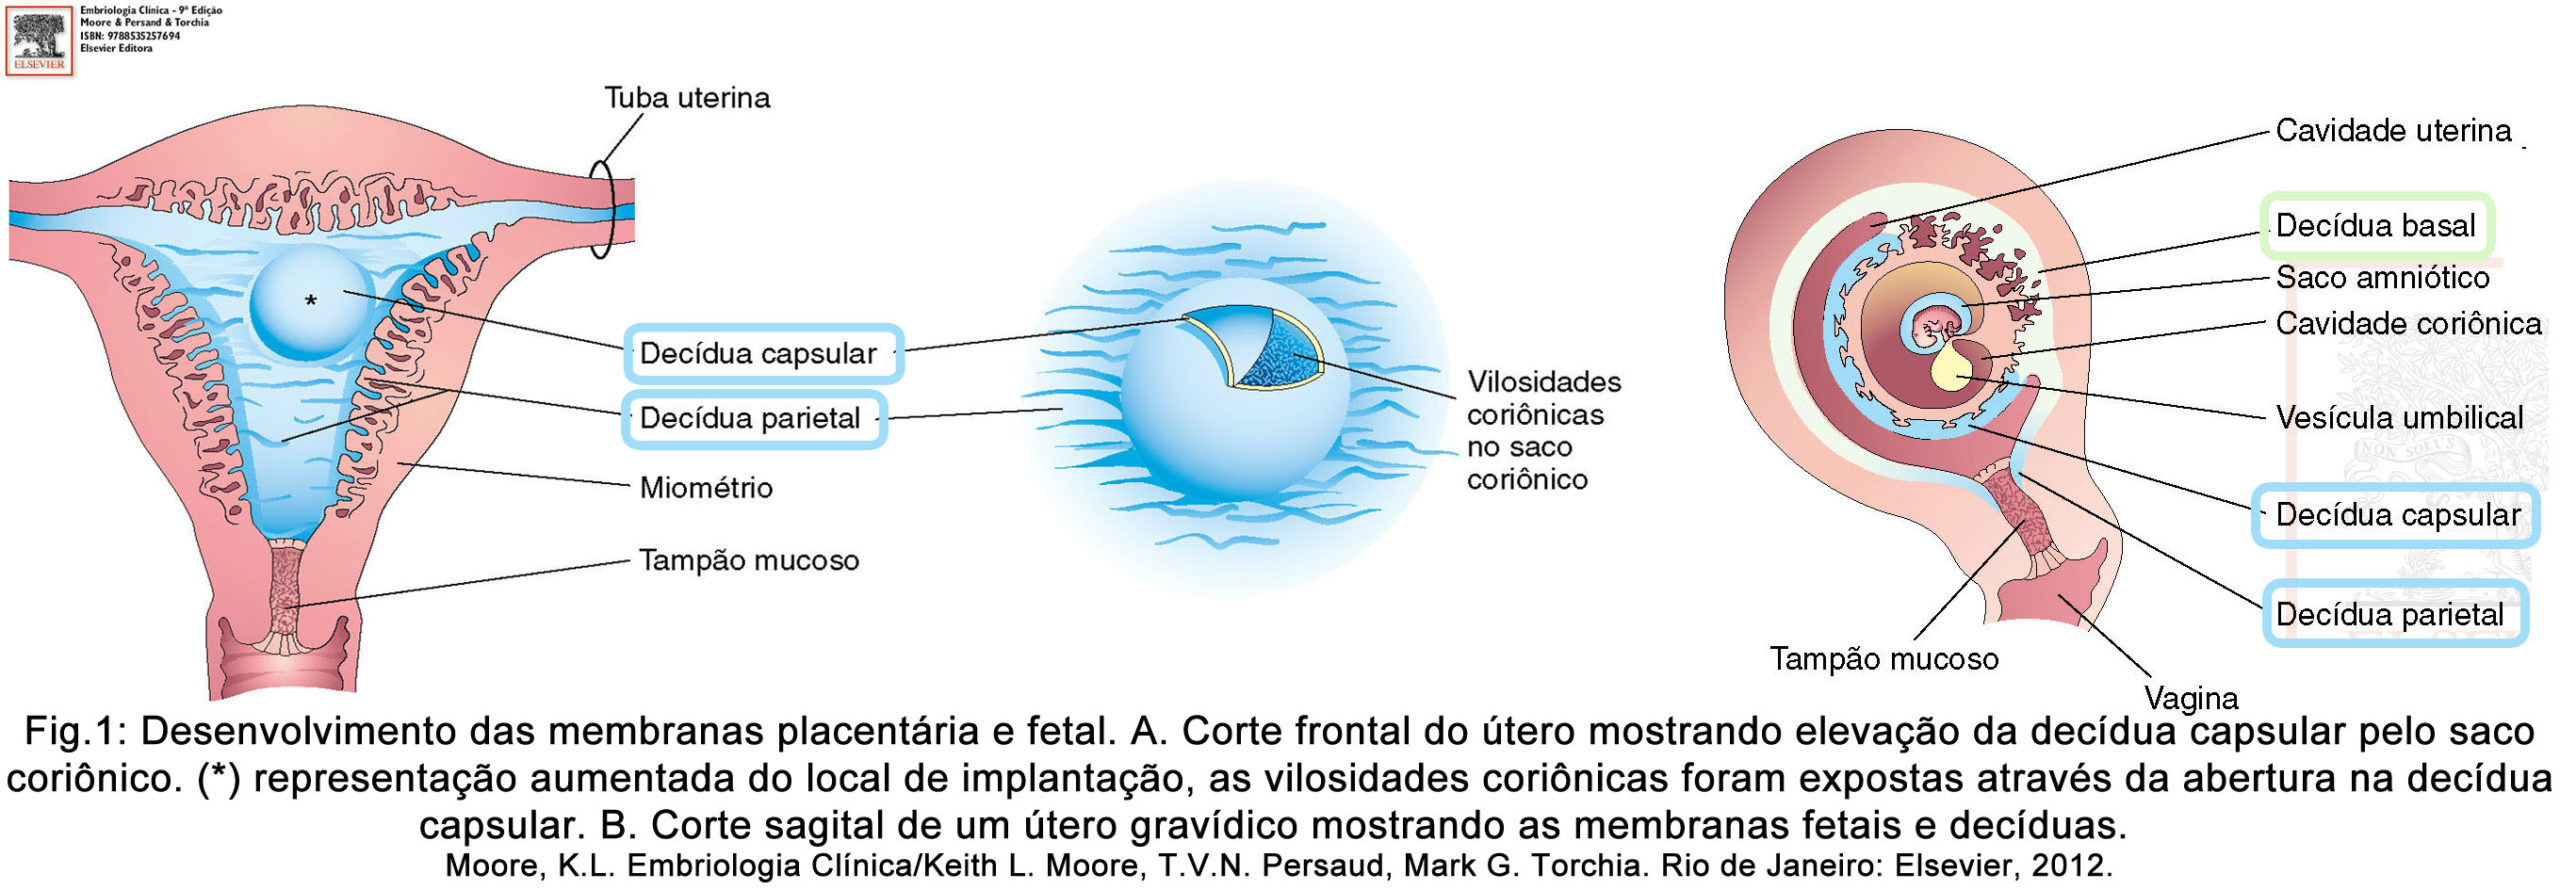 Embriologia Clínica - 9ª Edição
Moore & Persand & Torchia
ISBN: 9788535257694
Elsevier Editora
ELSEVIER
Tuba uterina
*
Decídua capsular
Decídua parietal
Miométrio
Tampão mucoso
Vilosidades
coriônicas
no saco
coriônico
Cavidade uterina
Decídua basal
Saco amniótico
Cavidade coriônica
Vesícula umbilical
Decídua capsular
Decídua parietal
Tampão mucoso
Vagina
NON SOLUS
Fig.1: Desenvolvimento das membranas placentária e fetal. A. Corte frontal do útero mostrando elevação da decídua capsular pelo saco
coriônico. (*) representação aumentada do local de implantação, as vilosidades coriônicas foram expostas através da abertura na decídua
capsular. B. Corte sagital de um útero gravídico mostrando as membranas fetais e decíduas.
Moore, K.L. Embriologia Clínica/Keith L. Moore, T.V.N. Persaud, Mark G. Torchia. Rio de Janeiro: Elsevier, 2012.